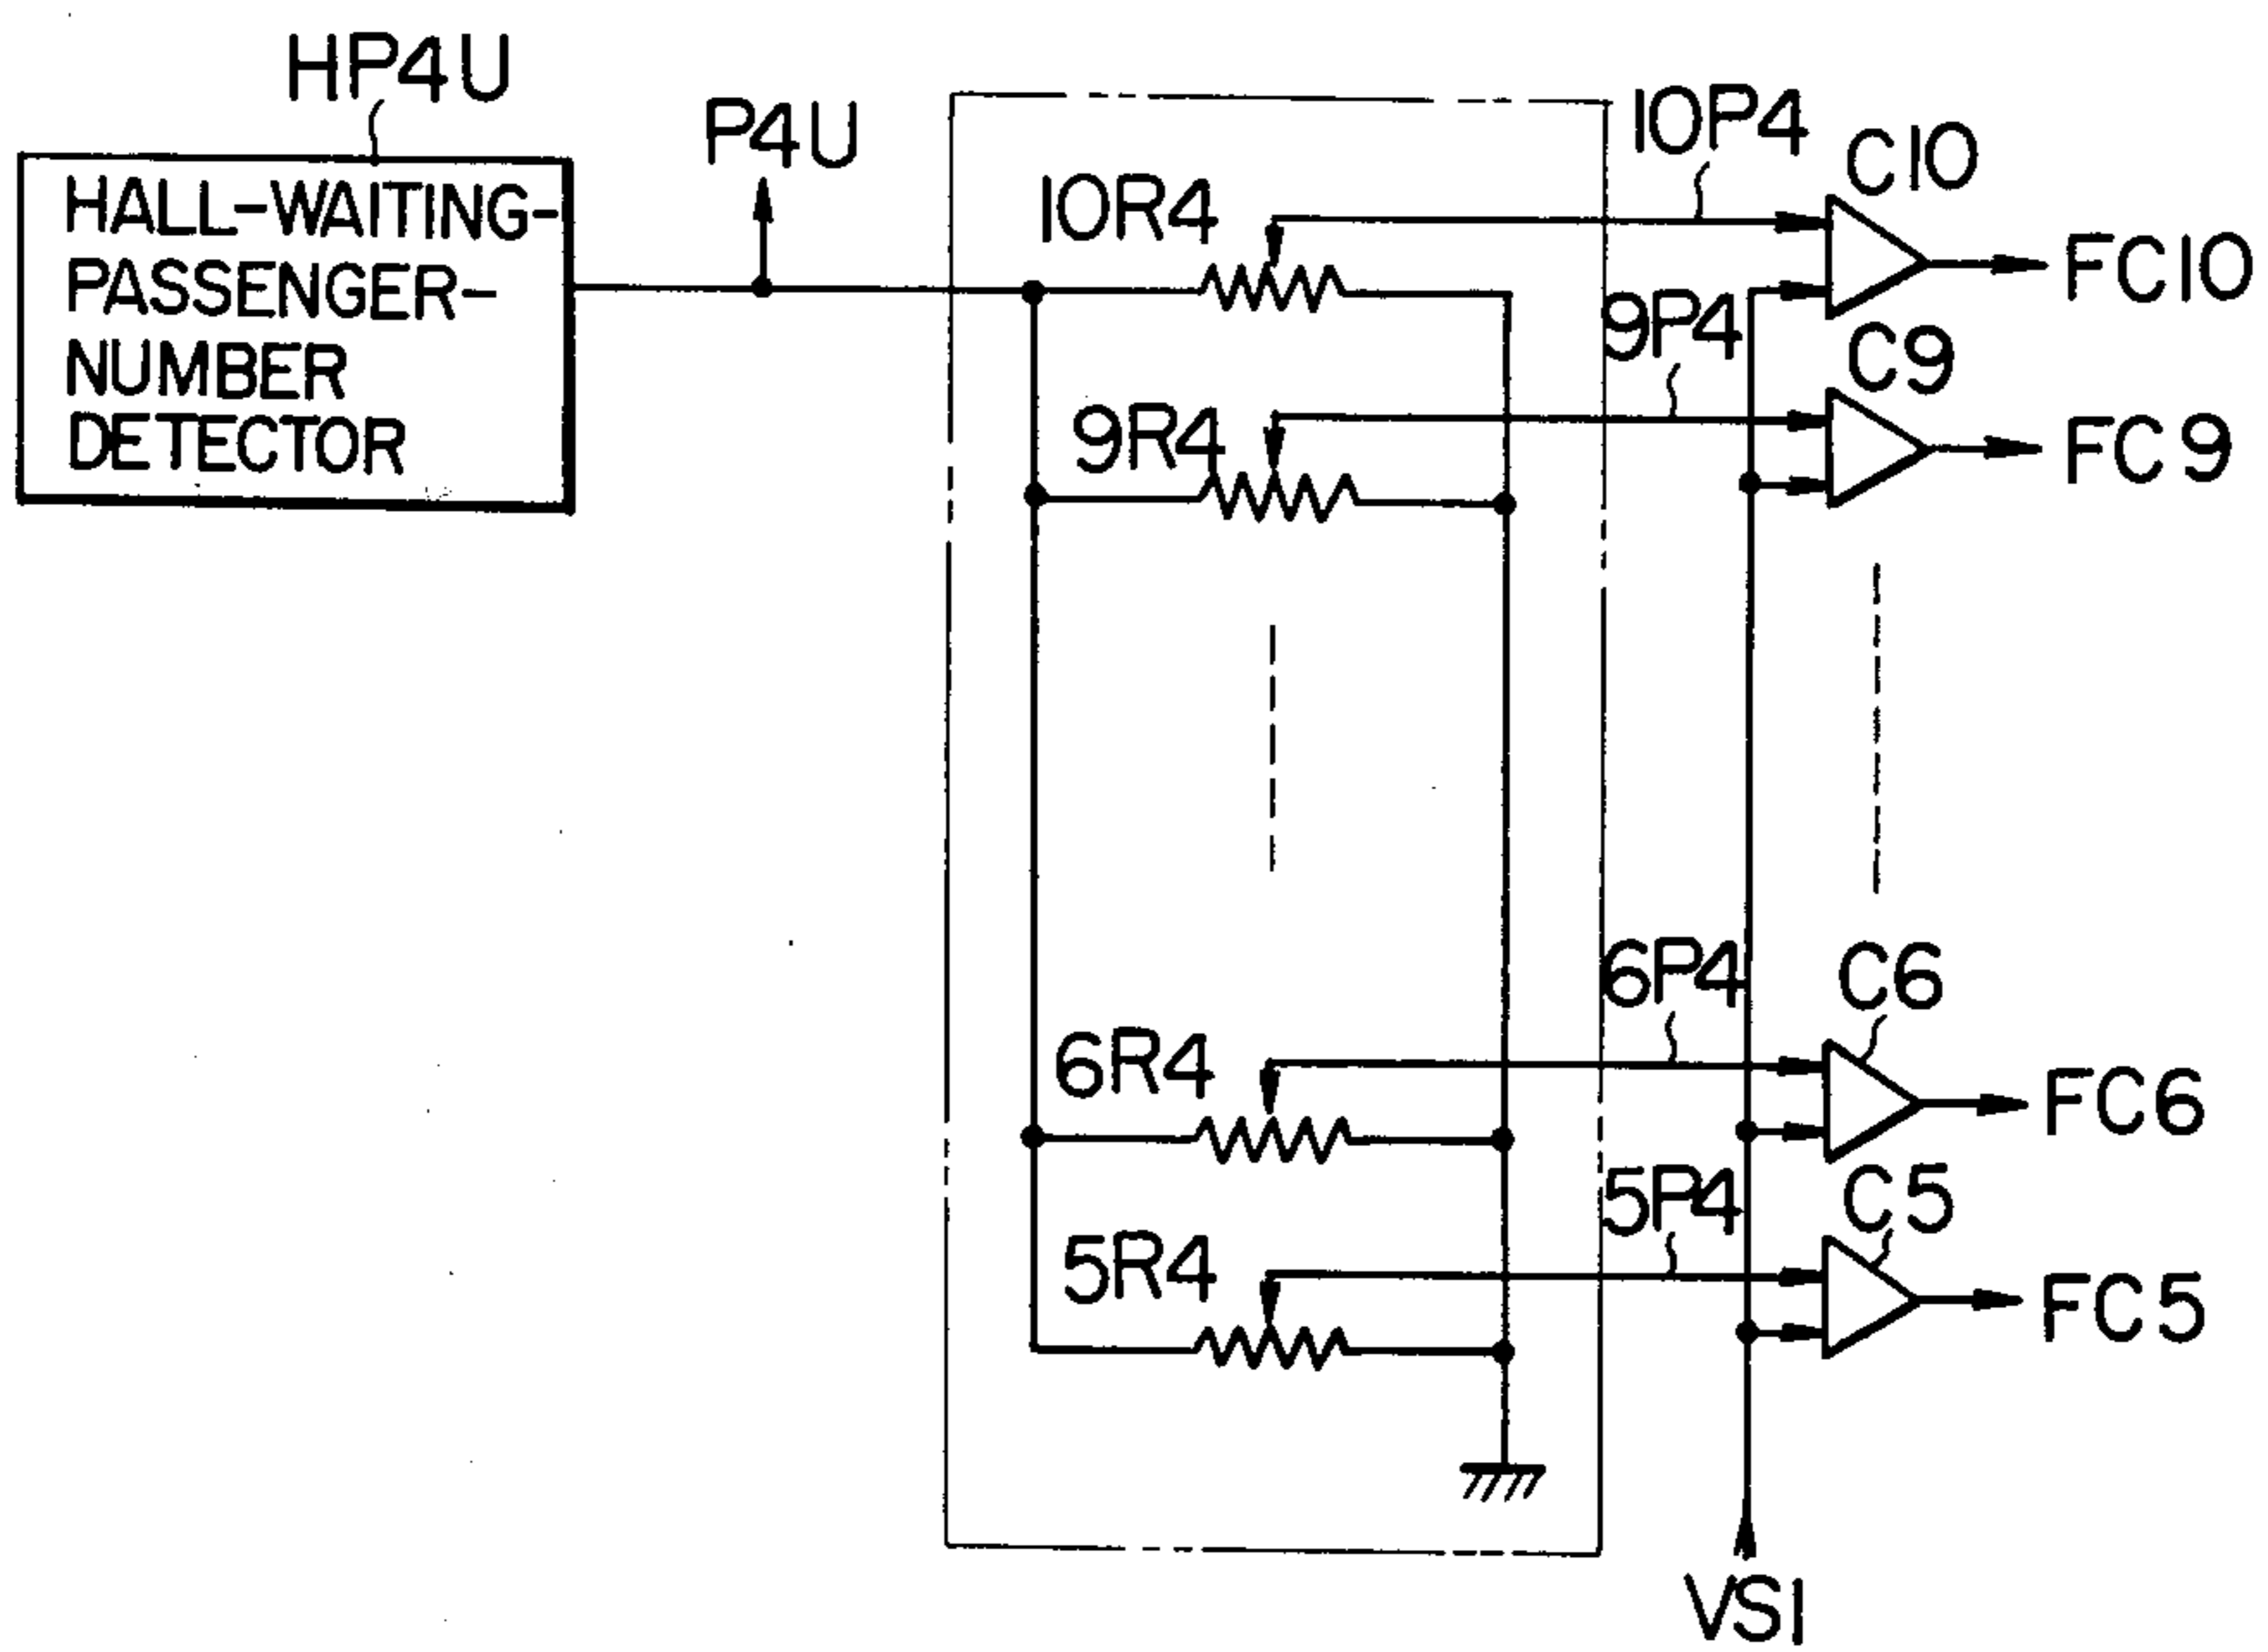 HP4U
HALL-WAITING-
PASSENGER-
NUMBER
DETECTOR
P4U
10R4
10P4
C10
FC10
9R4
9P4
C9
FC9
6R4
6P4
C6
FC6
5R4
5P4
C5
FC5
VS1